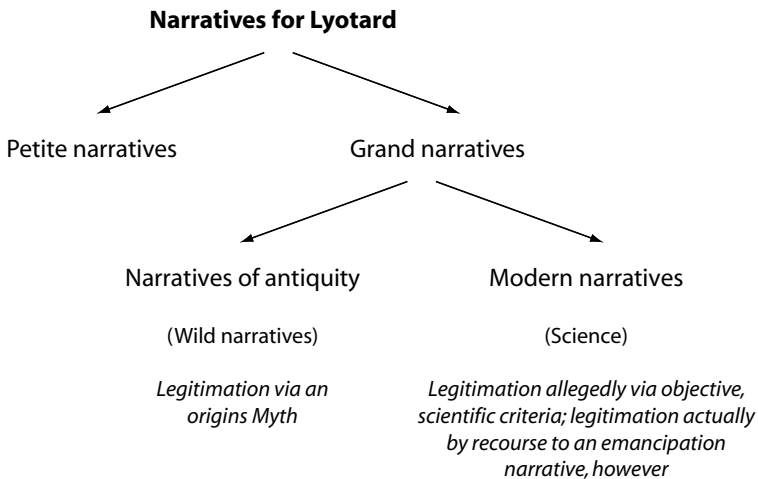 Narratives for Lyotard
Petite narratives
Grand narratives
Narratives of antiquity
(Wild narratives)
Legitimation via an
origins Myth
Modern narratives
(Science)
Legitimation allegedly via objective,
scientific criteria; legitimation actually
by recourse to an emancipation
narrative, however